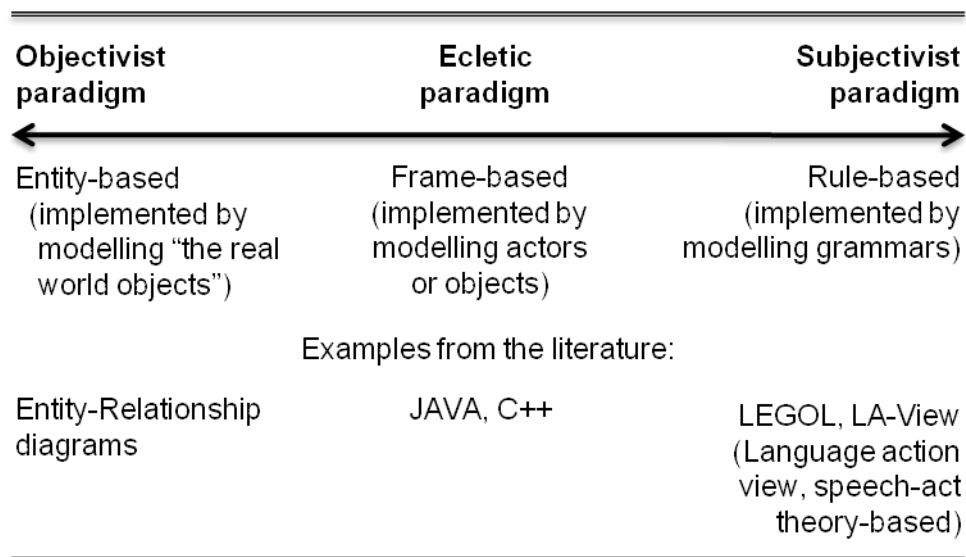 Objectivist
paradigm
Ecletic
paradigm
Subjectivist
paradigm
Entity-based
(implemented by
modelling “the real
world objects”)
Frame-based
(implemented by
modelling actors
or objects)
Rule-based
(implemented by
modelling grammars)
Examples from the literature:
Entity-Relationship
diagrams
JAVA, C++
LEGOL, LA-View
(Language action
view, speech-act
theory-based)